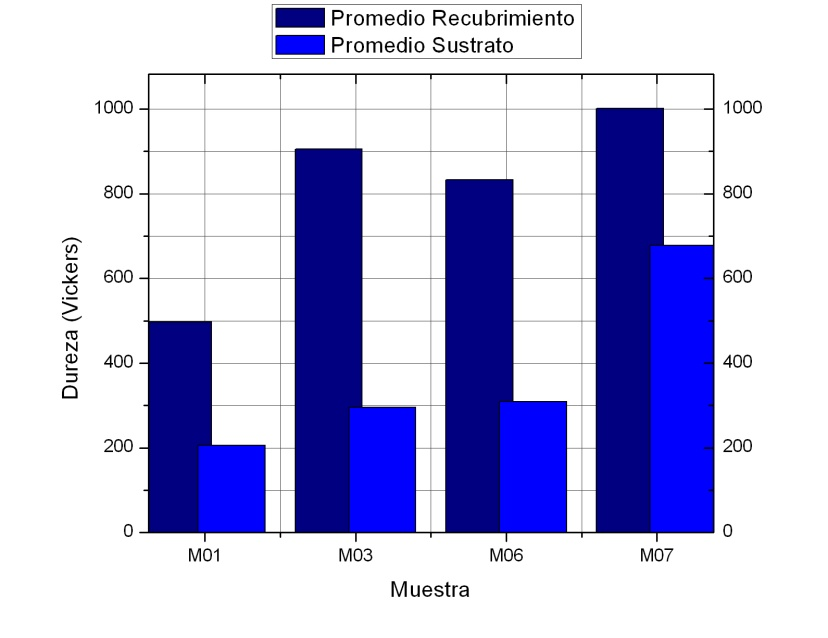 Promedio Recubrimiento
Promedio Sustrato
1000
800
600
400
200
0
1000
800
600
400
200
0
Dureza (Vickers)
M01 M03 M06 M07
Muestra